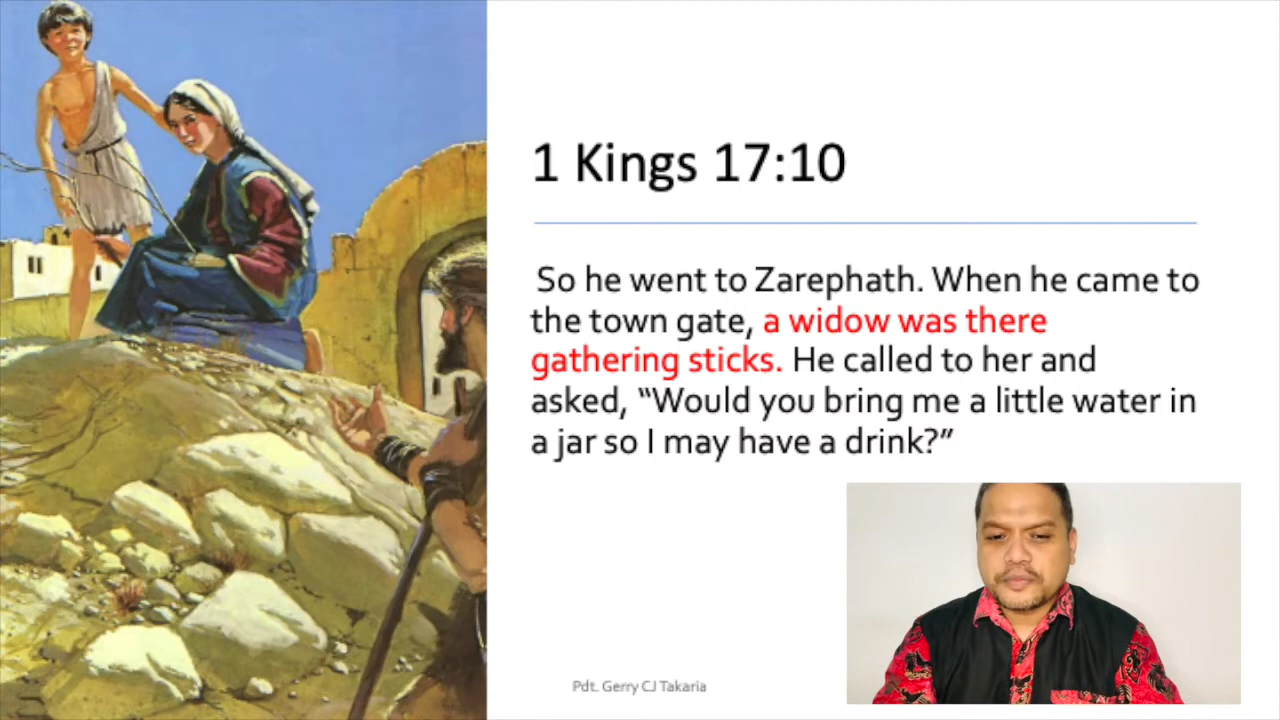 1 Kings 17:10
So he went to Zarephath. When he came to
the town gate, a widow was there
gathering sticks. He called to her and
asked, “Would you bring me a little water in
a jar so I may have a drink?”
Pdt. Gerry CJ Takaria